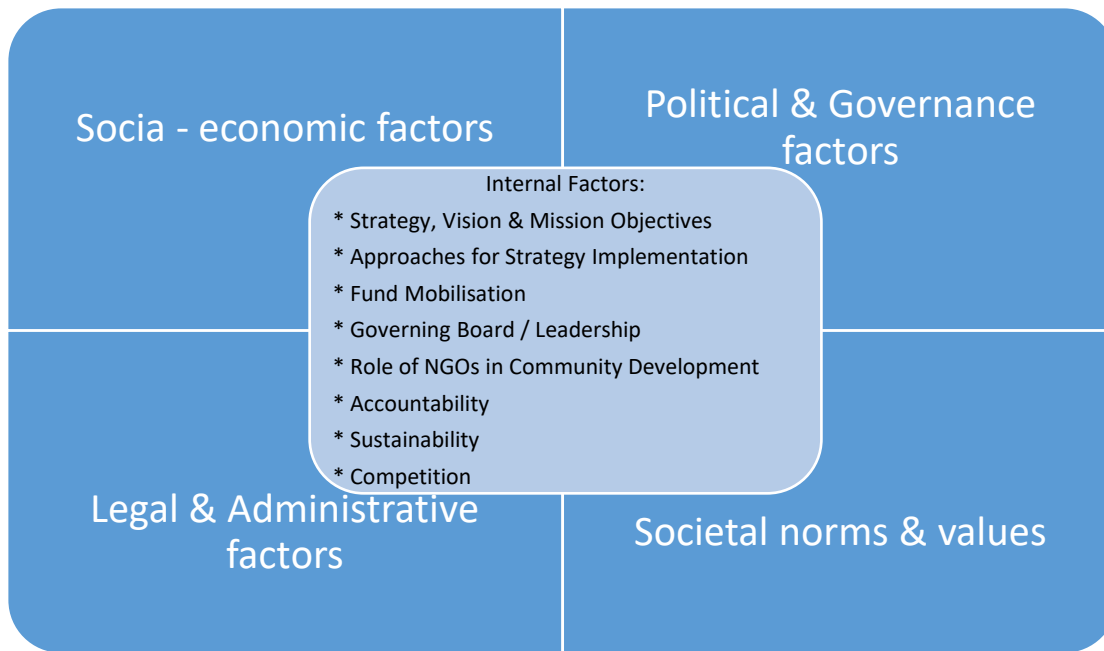 Socia - economic factors
Political & Governance
factors
Internal Factors:
* Strategy, Vision & Mission Objectives
* Approaches for Strategy Implementation
* Fund Mobilisation
* Governing Board / Leadership
* Role of NGOs in Community Development
* Accountability
* Sustainability
* Competition
Legal & Administrative
factors
Societal norms & values